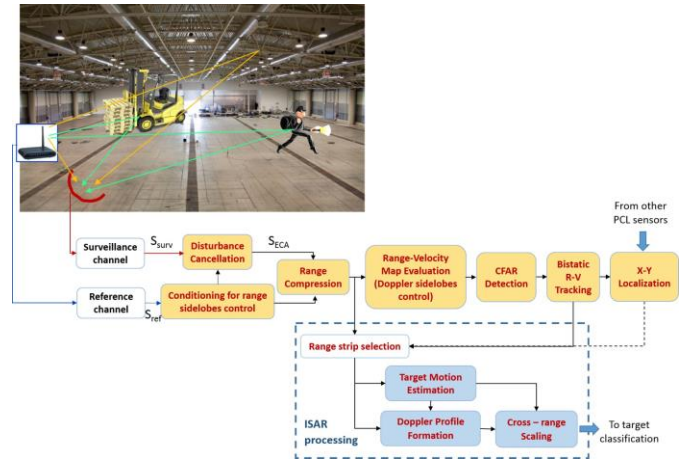 From other
PCL sensors
Surveillance
channel
S_surv
Disturbance
Cancellation
S_ECA
Range
Compression
Range-Velocity
Map Evaluation
(Doppler sidelobes
control)
CFAR
Detection
Bistatic
R-V
Tracking
X-Y
Localization
Reference
channel
S_ref
Conditioning for range
sidelobes control
Range strip selection
Target Motion
Estimation
ISAR
processing
Doppler Profile
Formation
Cross – range
Scaling
To target
classification